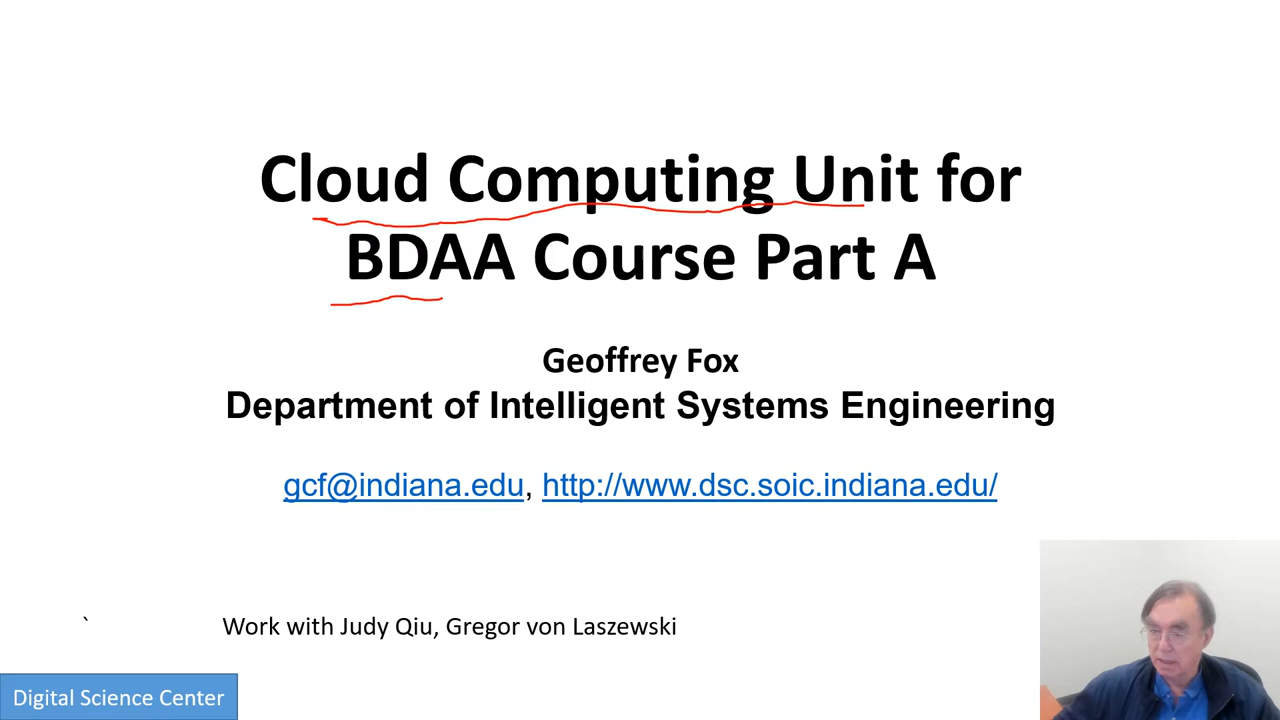 Cloud Computing Unit for
BDAA Course Part A
Geoffrey Fox
Department of Intelligent Systems Engineering
gcf@indiana.edu, http://www.dsc.soic.indiana.edu/
` Work with Judy Qiu, Gregor von Laszewski
Digital Science Center